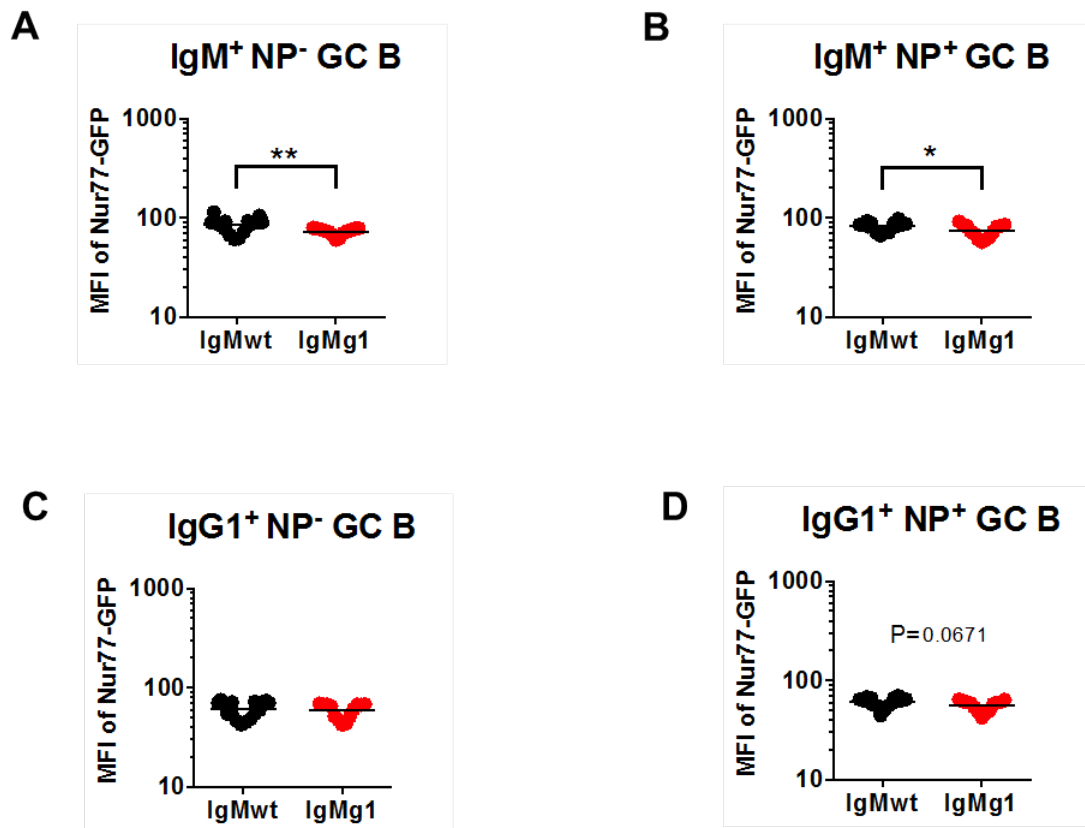 A
IgM⁺ NP⁻ GC B
MFI of Nur77-GFP
1000
100
10
**
IgMwt IgMg1
B
IgM⁺ NP⁺ GC B
MFI of Nur77-GFP
1000
100
10
*
IgMwt IgMg1
C
IgG1⁺ NP⁻ GC B
MFI of Nur77-GFP
1000
100
10
IgMwt IgMg1
D
IgG1⁺ NP⁺ GC B
MFI of Nur77-GFP
1000
100
10
P=0.0671
IgMwt IgMg1